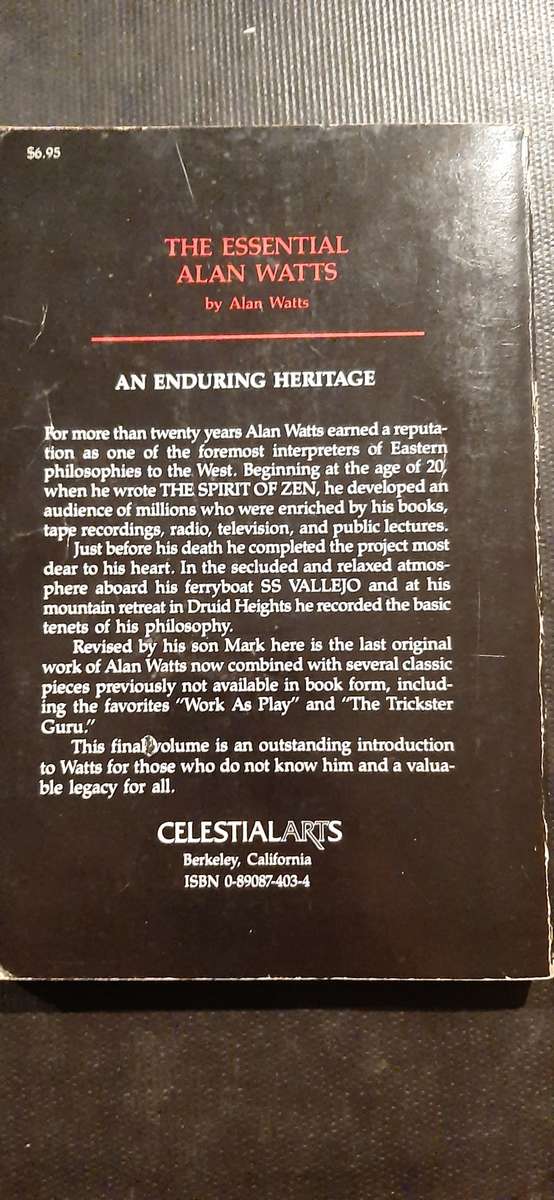 $6.95
THE ESSENTIAL
ALAN WATTS
by Alan Watts
AN ENDURING HERITAGE
For more than twenty years Alan Watts earned a reputa-
tion as one of the foremost interpreters of Eastern
philosophies to the West. Beginning at the age of 20,
when he wrote THE SPIRIT OF ZEN, he developed an
audience of millions who were enriched by his books,
tape recordings, radio, television, and public lectures.
Just before his death he completed the project most
dear to his heart. In the secluded and relaxed atmos-
phere aboard his ferryboat SS VALLEJO and at his
mountain retreat in Druid Heights he recorded the basic
tenets of his philosophy.
Revised by his son Mark here is the last original
work of Alan Watts now combined with several classic
pieces previously not available in book form, includ-
ing the favorites "Work As Play" and "The Trickster
Guru."
This final volume is an outstanding introduction
to Watts for those who do not know him and a valua-
ble legacy for all.
CELESTIALARTS
Berkeley, California
ISBN 0-89087-403-4